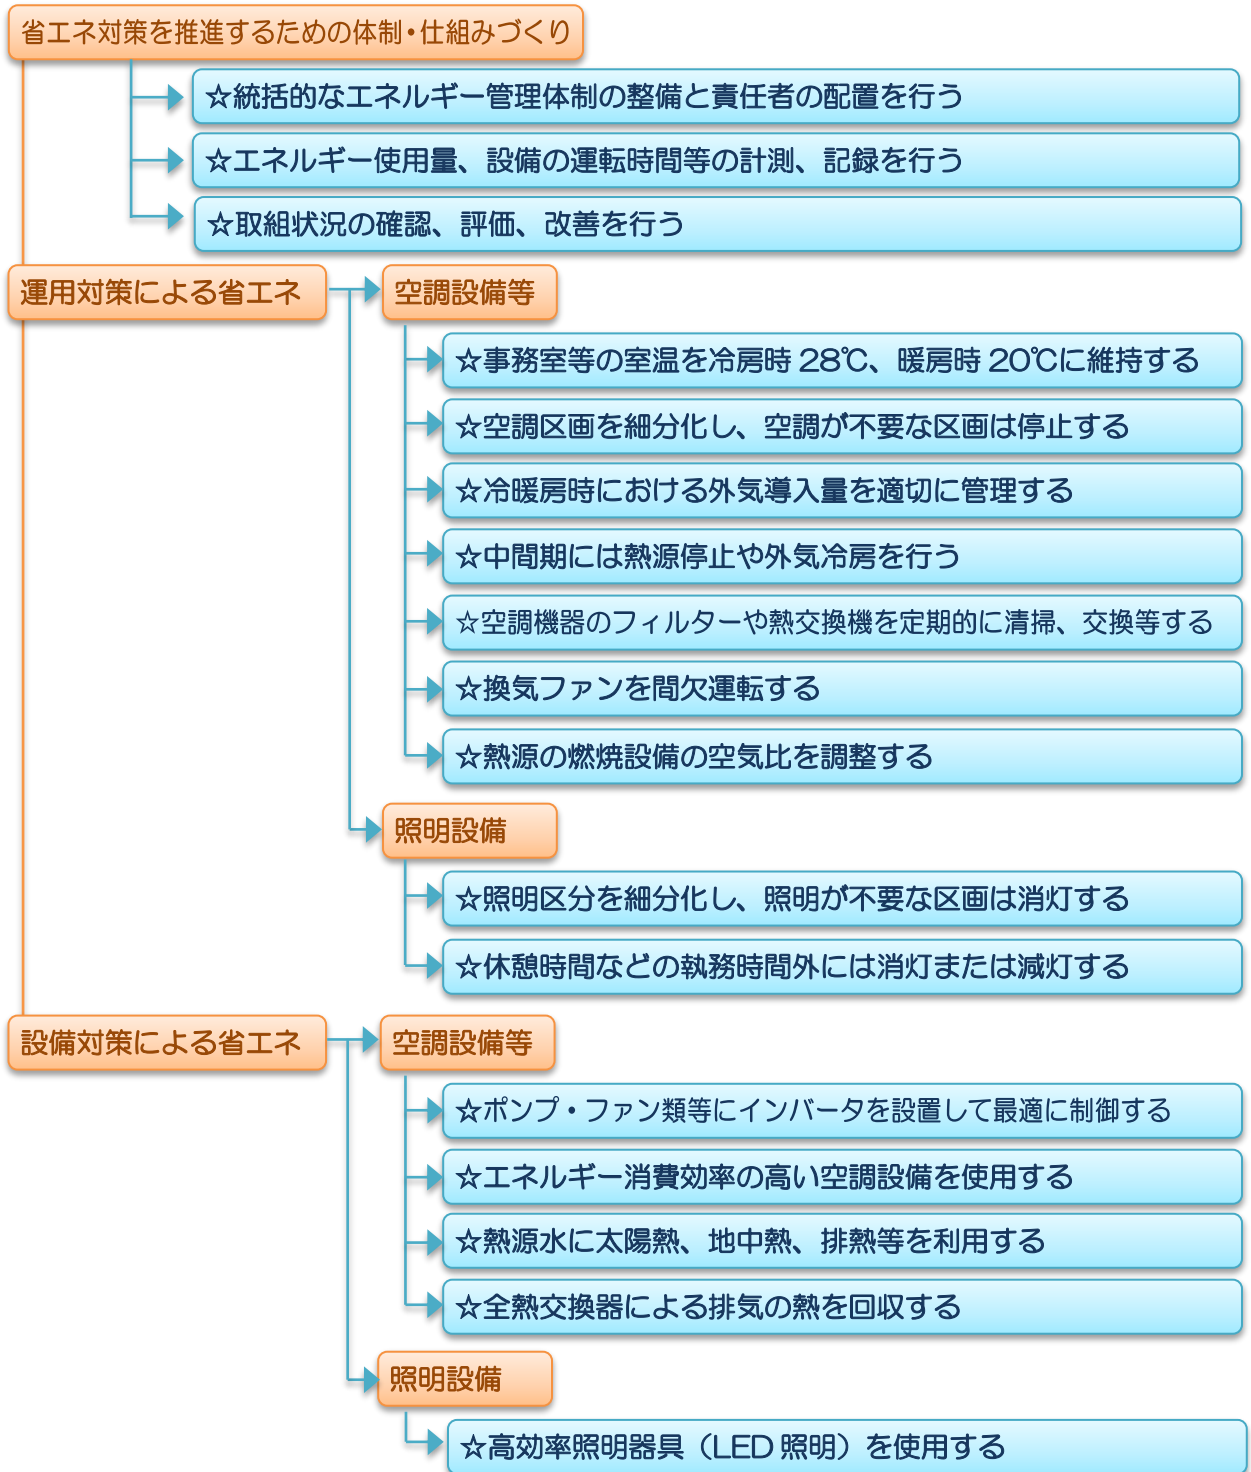 省エネ対策を推進するための体制・仕組みづくり
☆統括的なエネルギー管理体制の整備と責任者の配置を行う
☆エネルギー使用量、設備の運転時間等の計測、記録を行う
☆取組状況の確認、評価、改善を行う
運用対策による省エネ
空調設備等
☆事務室等の室温を冷房時 28℃、暖房時 20℃に維持する
☆空調区画を細分化し、空調が不要な区画は停止する
☆冷暖房時における外気導入量を適切に管理する
☆中間期には熱源停止や外気冷房を行う
☆空調機器のフィルターや熱交換機を定期的に清掃、交換等する
☆換気ファンを間欠運転する
☆熱源の燃焼設備の空気比を調整する
照明設備
☆照明区分を細分化し、照明が不要な区画は消灯する
☆休憩時間などの執務時間外には消灯または減灯する
設備対策による省エネ
空調設備等
☆ポンプ・ファン類等にインバータを設置して最適に制御する
☆エネルギー消費効率の高い空調設備を使用する
☆熱源水に太陽熱、地中熱、排熱等を利用する
☆全熱交換器による排気の熱を回収する
照明設備
☆高効率照明器具（LED 照明）を使用する